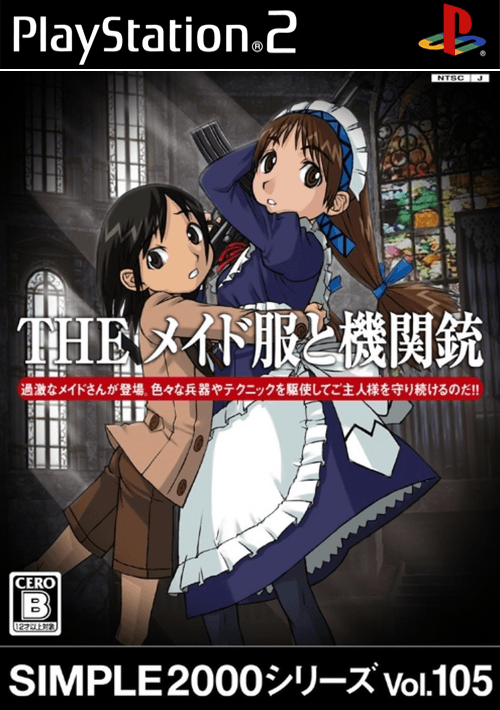 PlayStation®2
®
NTSC J
THE メイド服と機関銃
過激なメイドさんが登場。色々な兵器やテクニックを駆使してご主人様を守り続けるのだ!!
CERO
B
12才以上対象
SIMPLE2000シリーズ Vol.105